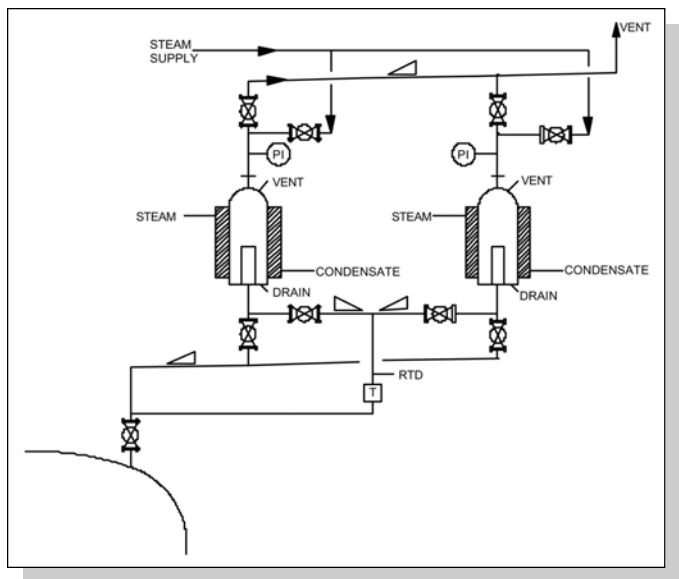 VENT
STEAM
SUPPLY
PI
PI
VENT
VENT
STEAM
STEAM
CONDENSATE
CONDENSATE
DRAIN
DRAIN
RTD
T